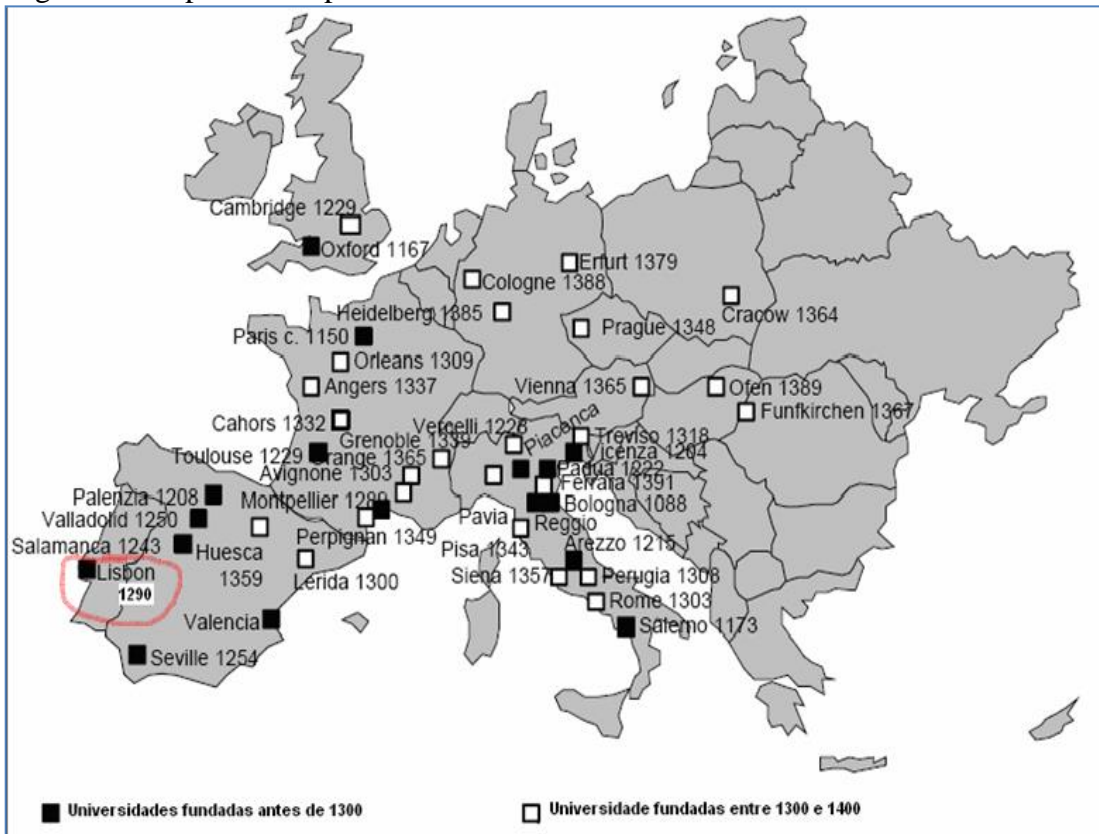 Cambridge 1229
Oxford 1167
Erfurt 1379
Cologne 1388
Heidelberg 1385
Cracow 1364
Paris c. 1150
Prague 1348
Orleans 1309
Angers 1337
Vienna 1365
Ofen 1389
Funfkirchen 1367
Cahors 1332
Vercelli 1228
Piacanca
Treviso 1318
Grenoble 1339
Vicenza 1204
Toulouse 1229
Orange 1365
Padua 1222
Avignone 1303
Ferrara 1391
Palenzia 1208
Montpellier 1289
Bologna 1088
Valladolid 1250
Pavia
Reggio
Perpignan 1349
Salamanca 1243
Huesca
1359
Pisa 1343
Arezzo 1215
Lisbon
1290
Lérida 1300
Siena 1357
Perugia 1308
Rome 1303
Valencia
Salerno 1173
Seville 1254
Universidades fundadas antes de 1300
Universidade fundadas entre 1300 e 1400